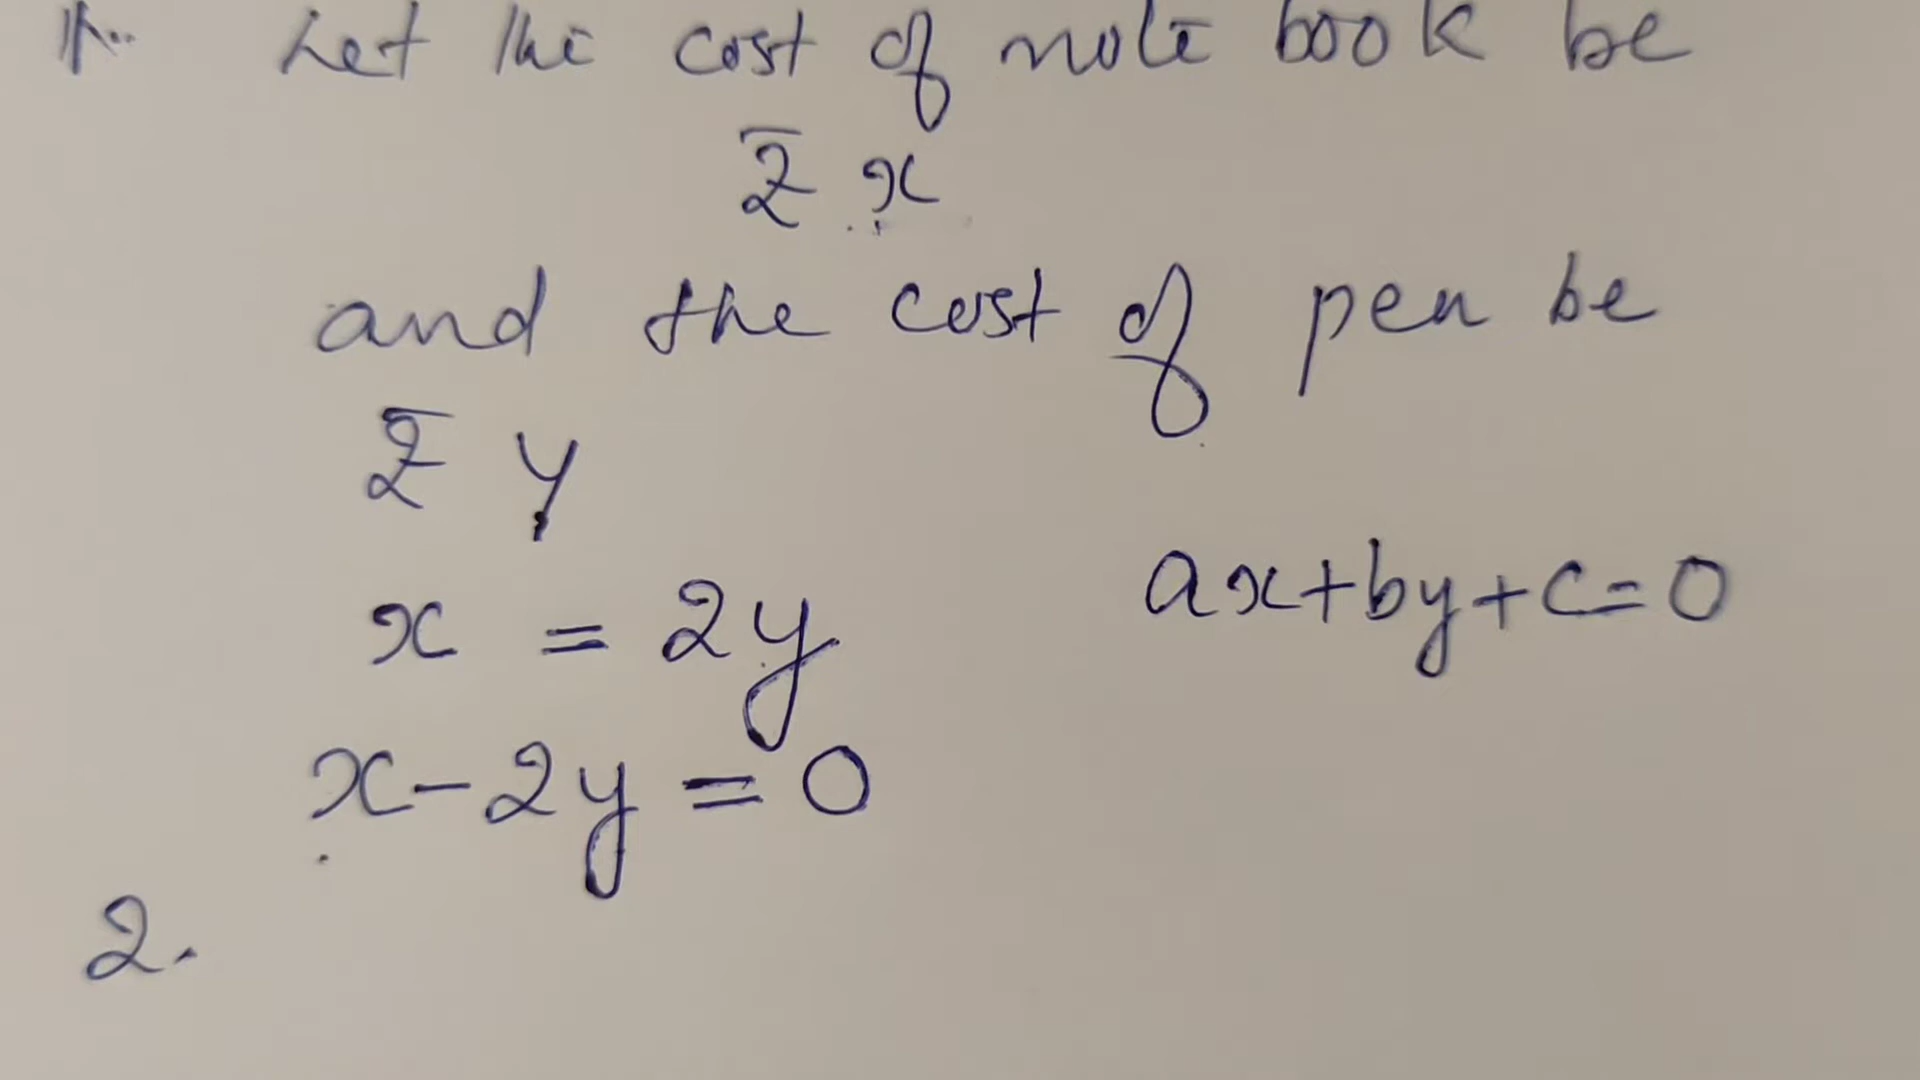 1. Let the cost of note book be
₹ x
and the cost of pen be
₹ y
x = 2y
ax+by+c=0
x-2y=0
2.